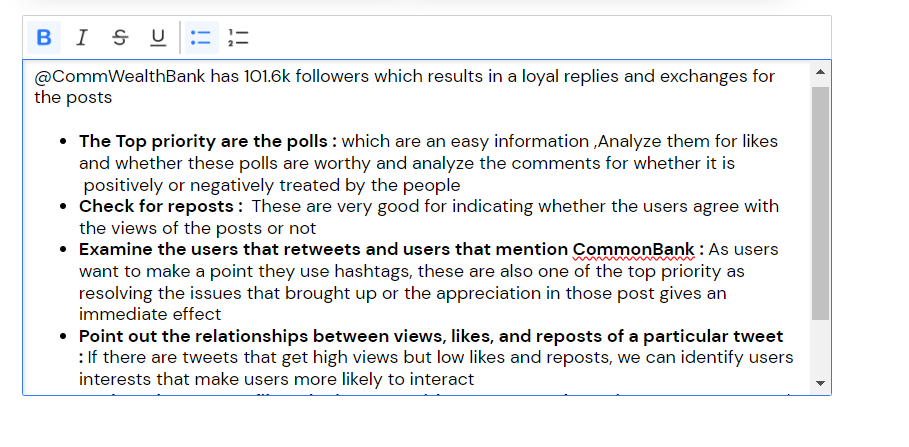 B I S U
@CommWealthBank has 101.6k followers which results in a loyal replies and exchanges for
the posts
• The Top priority are the polls : which are an easy information ,Analyze them for likes
and whether these polls are worthy and analyze the comments for whether it is
positively or negatively treated by the people
• Check for reposts : These are very good for indicating whether the users agree with
the views of the posts or not
• Examine the users that retweets and users that mention CommonBank : As users
want to make a point they use hashtags, these are also one of the top priority as
resolving the issues that brought up or the appreciation in those post gives an
immediate effect
• Point out the relationships between views, likes, and reposts of a particular tweet
: If there are tweets that get high views but low likes and reposts, we can identify users
interests that make users more likely to interact